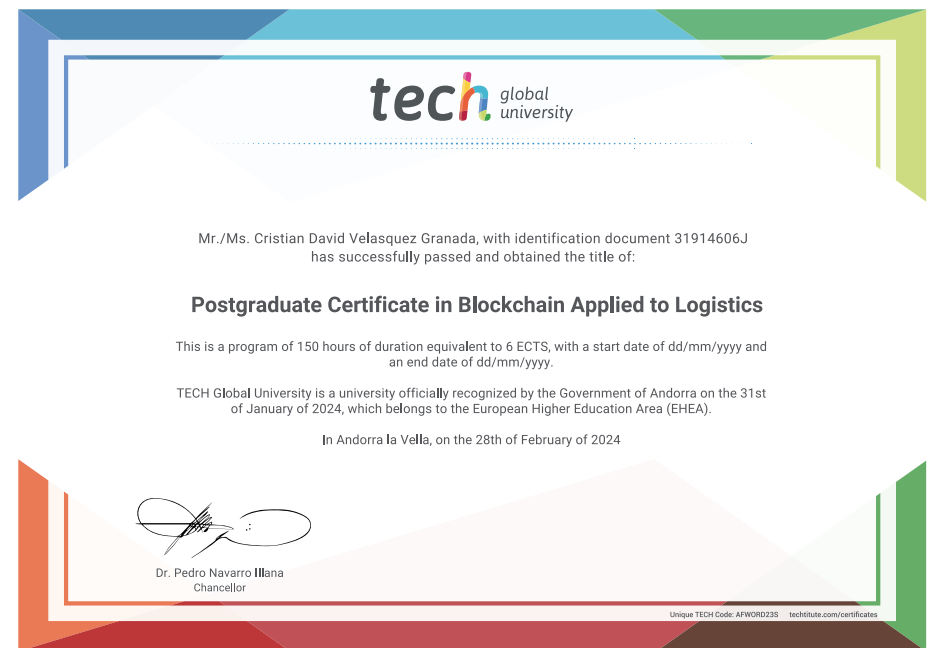 tech global
university
Mr./Ms. Cristian David Velasquez Granada, with identification document 31914606J
has successfully passed and obtained the title of:
Postgraduate Certificate in Blockchain Applied to Logistics
This is a program of 150 hours of duration equivalent to 6 ECTS, with a start date of dd/mm/yyyy and
an end date of dd/mm/yyyy.
TECH Global University is a university officially recognized by the Government of Andorra on the 31st
of January of 2024, which belongs to the European Higher Education Area (EHEA).
In Andorra la Vella, on the 28th of February of 2024
Dr. Pedro Navarro Illana
Chancellor
Unique TECH Code: AFWORD23S techtitute.com/certificates